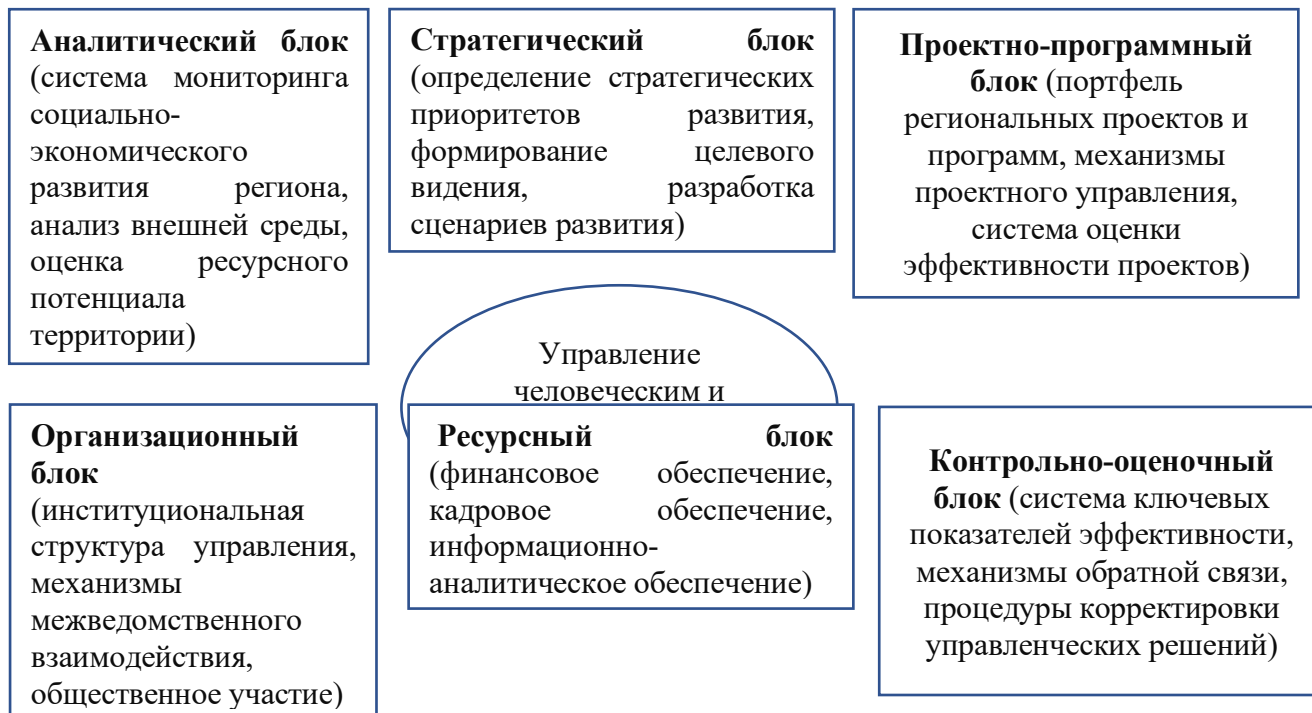 Аналитический блок
(система мониторинга
социально-
экономического
развития региона,
анализ внешней среды,
оценка ресурсного
потенциала
территории)
Стратегический блок
(определение стратегических
приоритетов развития,
формирование целевого
видения, разработка
сценариев развития)
Проектно-программный
блок (портфель
региональных проектов и
программ, механизмы
проектного управления,
система оценки
эффективности проектов)
Управление
человеческим и
Организационный
блок
(институциональная
структура управления,
механизмы
межведомственного
взаимодействия,
общественное участие)
Ресурсный блок
(финансовое обеспечение,
кадровое обеспечение,
информационно-
аналитическое обеспечение)
Контрольно-оценочный
блок (система ключевых
показателей эффективности,
механизмы обратной связи,
процедуры корректировки
управленческих решений)